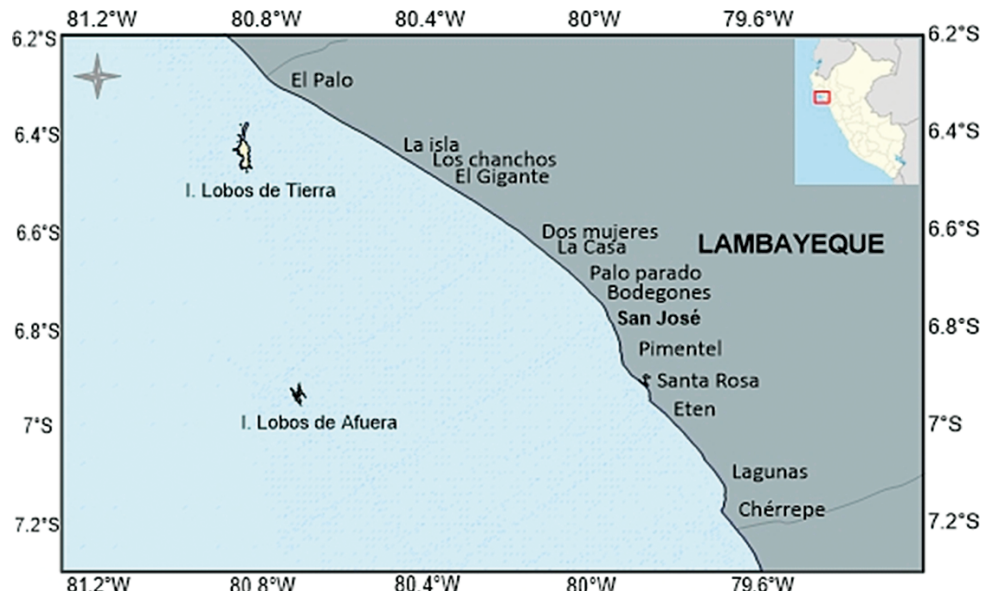 81.2°W 80.8°W 80.4°W 80°W 79.6°W
6.2°S 6.2°S
El Palo
6.4°S 6.4°S
La isla
Los chanchos
El Gigante
I. Lobos de Tierra
6.6°S 6.6°S
Dos mujeres
La Casa
LAMBAYEQUE
Palo parado
Bodegones
San José
6.8°S 6.8°S
Pimentel
Santa Rosa
Eten
I. Lobos de Afuera
7°S 7°S
Lagunas
Chérrepe
7.2°S 7.2°S
81.2°W 80.8°W 80.4°W 80°W 79.6°W